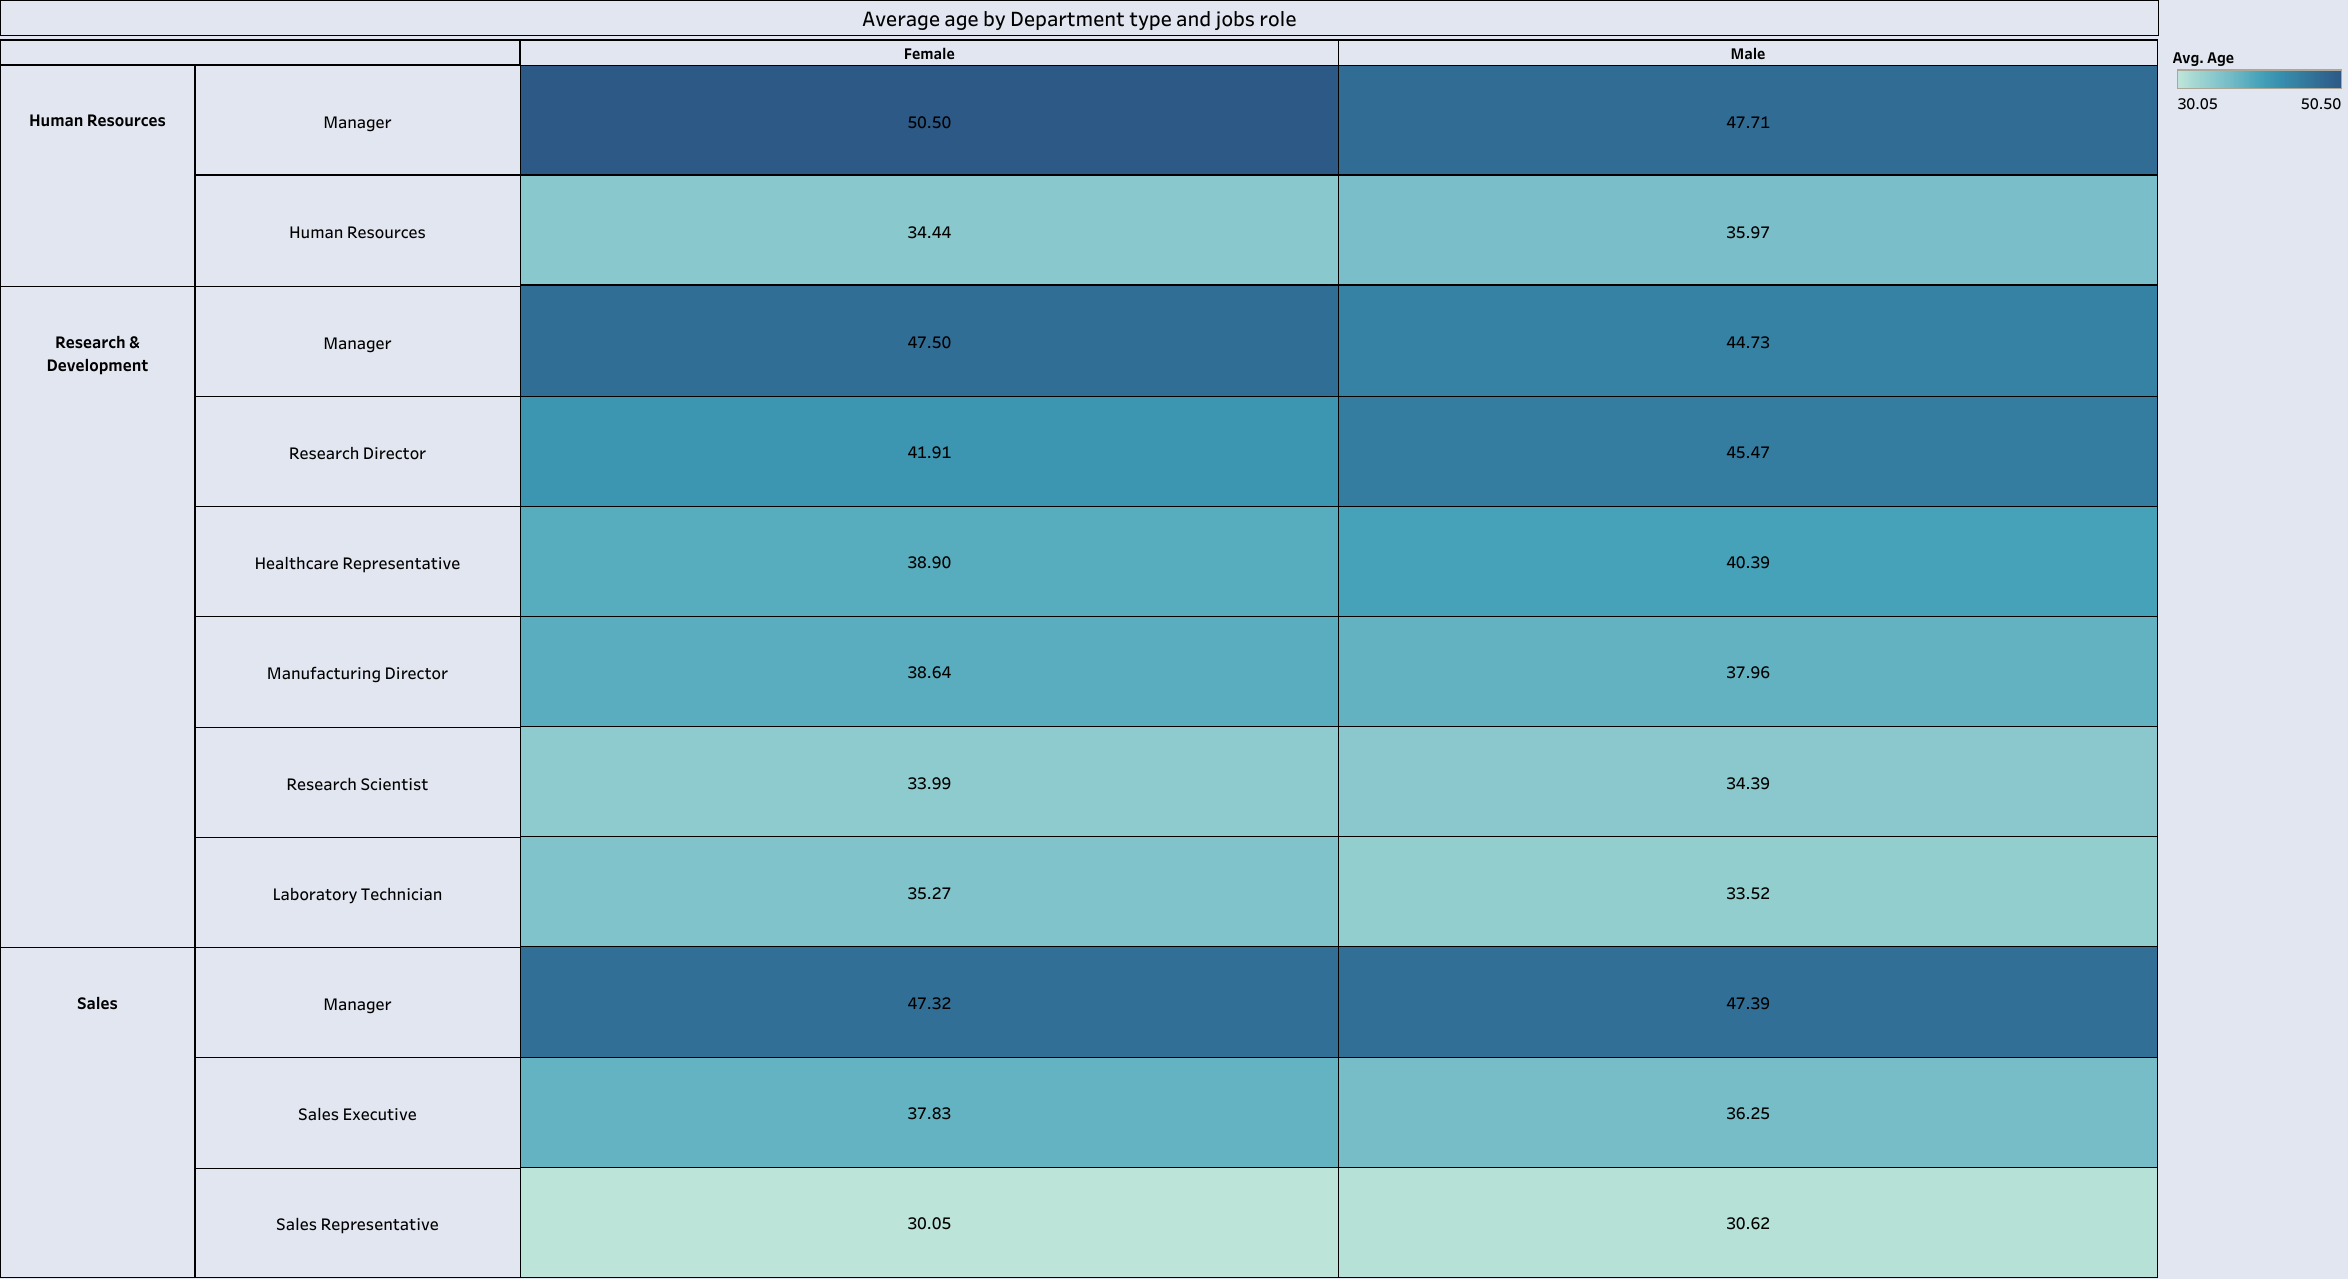 Average age by Department type and jobs role
Female
Male
Avg. Age
30.05
50.50
Human Resources
Manager
50.50
47.71
Human Resources
34.44
35.97
Research &
Development
Manager
47.50
44.73
Research Director
41.91
45.47
Healthcare Representative
38.90
40.39
Manufacturing Director
38.64
37.96
Research Scientist
33.99
34.39
Laboratory Technician
35.27
33.52
Sales
Manager
47.32
47.39
Sales Executive
37.83
36.25
Sales Representative
30.05
30.62